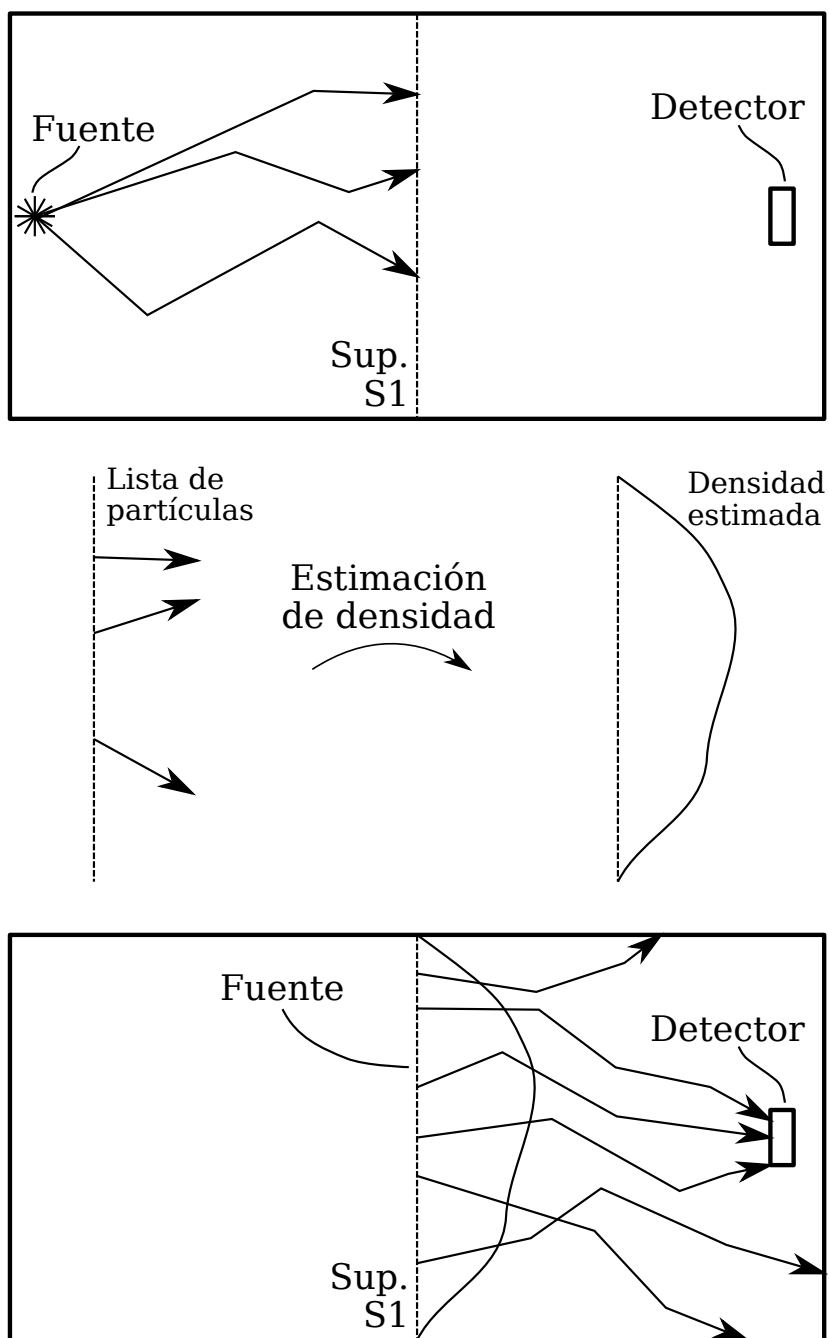 Fuente
Detector
Sup.
S1
Lista de
partículas
Estimación
de densidad
Densidad
estimada
Fuente
Detector
Sup.
S1